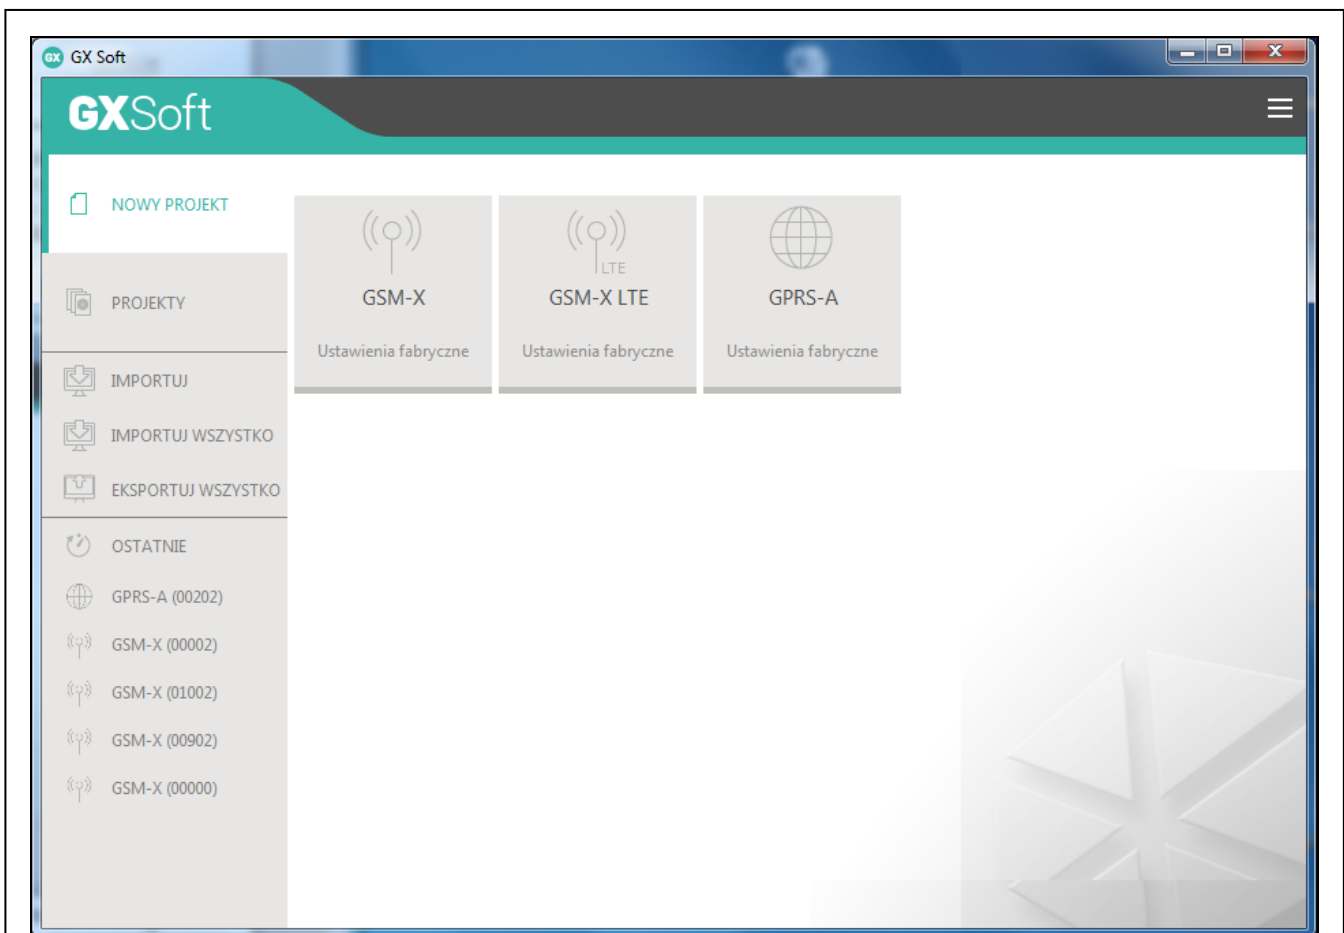 GX GX Soft
GXSoft
NOWY PROJEKT
PROJEKTY
IMPORTUJ
IMPORTUJ WSZYSTKO
EKSPORTUJ WSZYSTKO
OSTATNIE
GPRS-A (00202)
GSM-X (00002)
GSM-X (01002)
GSM-X (00902)
GSM-X (00000)
GSM-X
Ustawienia fabryczne
LTE
GSM-X LTE
Ustawienia fabryczne
GPRS-A
Ustawienia fabryczne